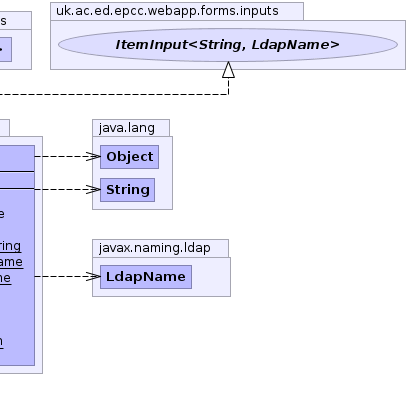 uk.ac.ed.epcc.webapp.forms.inputs
ItemInput<String, LdapName>
java.lang
Object
String
javax.naming.ldap
LdapName